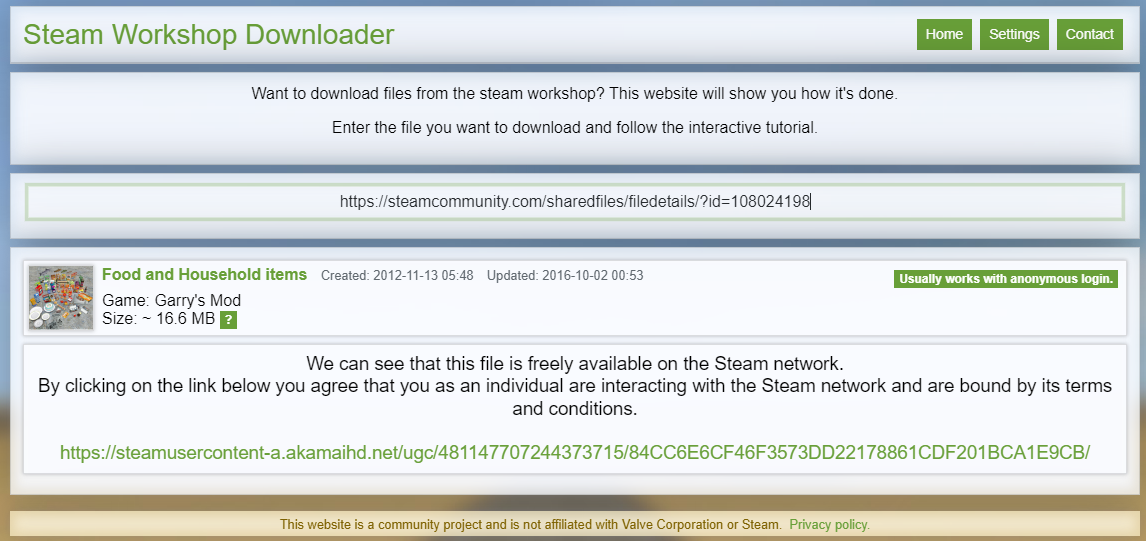 Steam Workshop Downloader
Home Settings Contact
Want to download files from the steam workshop? This website will show you how it's done.
Enter the file you want to download and follow the interactive tutorial.
https://steamcommunity.com/sharedfiles/filedetails/?id=108024198
Food and Household items Created: 2012-11-13 05:48 Updated: 2016-10-02 00:53
Usually works with anonymous login.
Game: Garry's Mod
Size: ~ 16.6 MB ?
We can see that this file is freely available on the Steam network.
By clicking on the link below you agree that you as an individual are interacting with the Steam network and are bound by its terms
and conditions.
https://steamusercontent-a.akamaihd.net/ugc/481147707244373715/84CC6E6CF46F3573DD22178861CDF201BCA1E9CB/
This website is a community project and is not affiliated with Valve Corporation or Steam. Privacy policy.